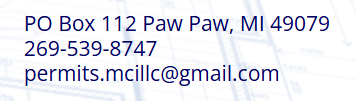 PO Box 112 Paw Paw, MI 49079
269-539-8747
permits.mcillc@gmail.com